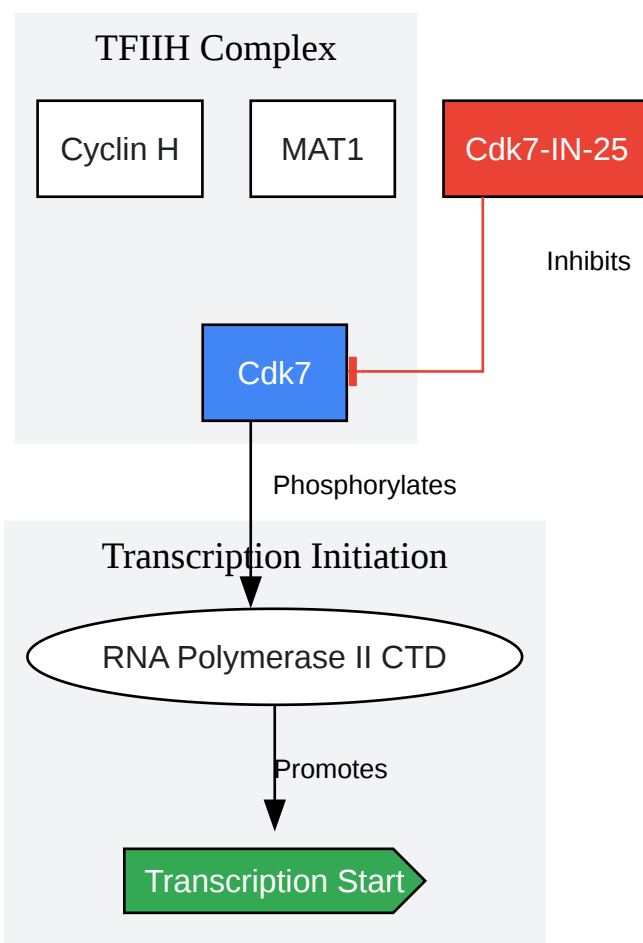 TFIIH Complex
Cyclin H
MAT1
Cdk7-IN-25
Inhibits
Cdk7
Phosphorylates
Transcription Initiation
RNA Polymerase II CTD
Promotes
Transcription Start